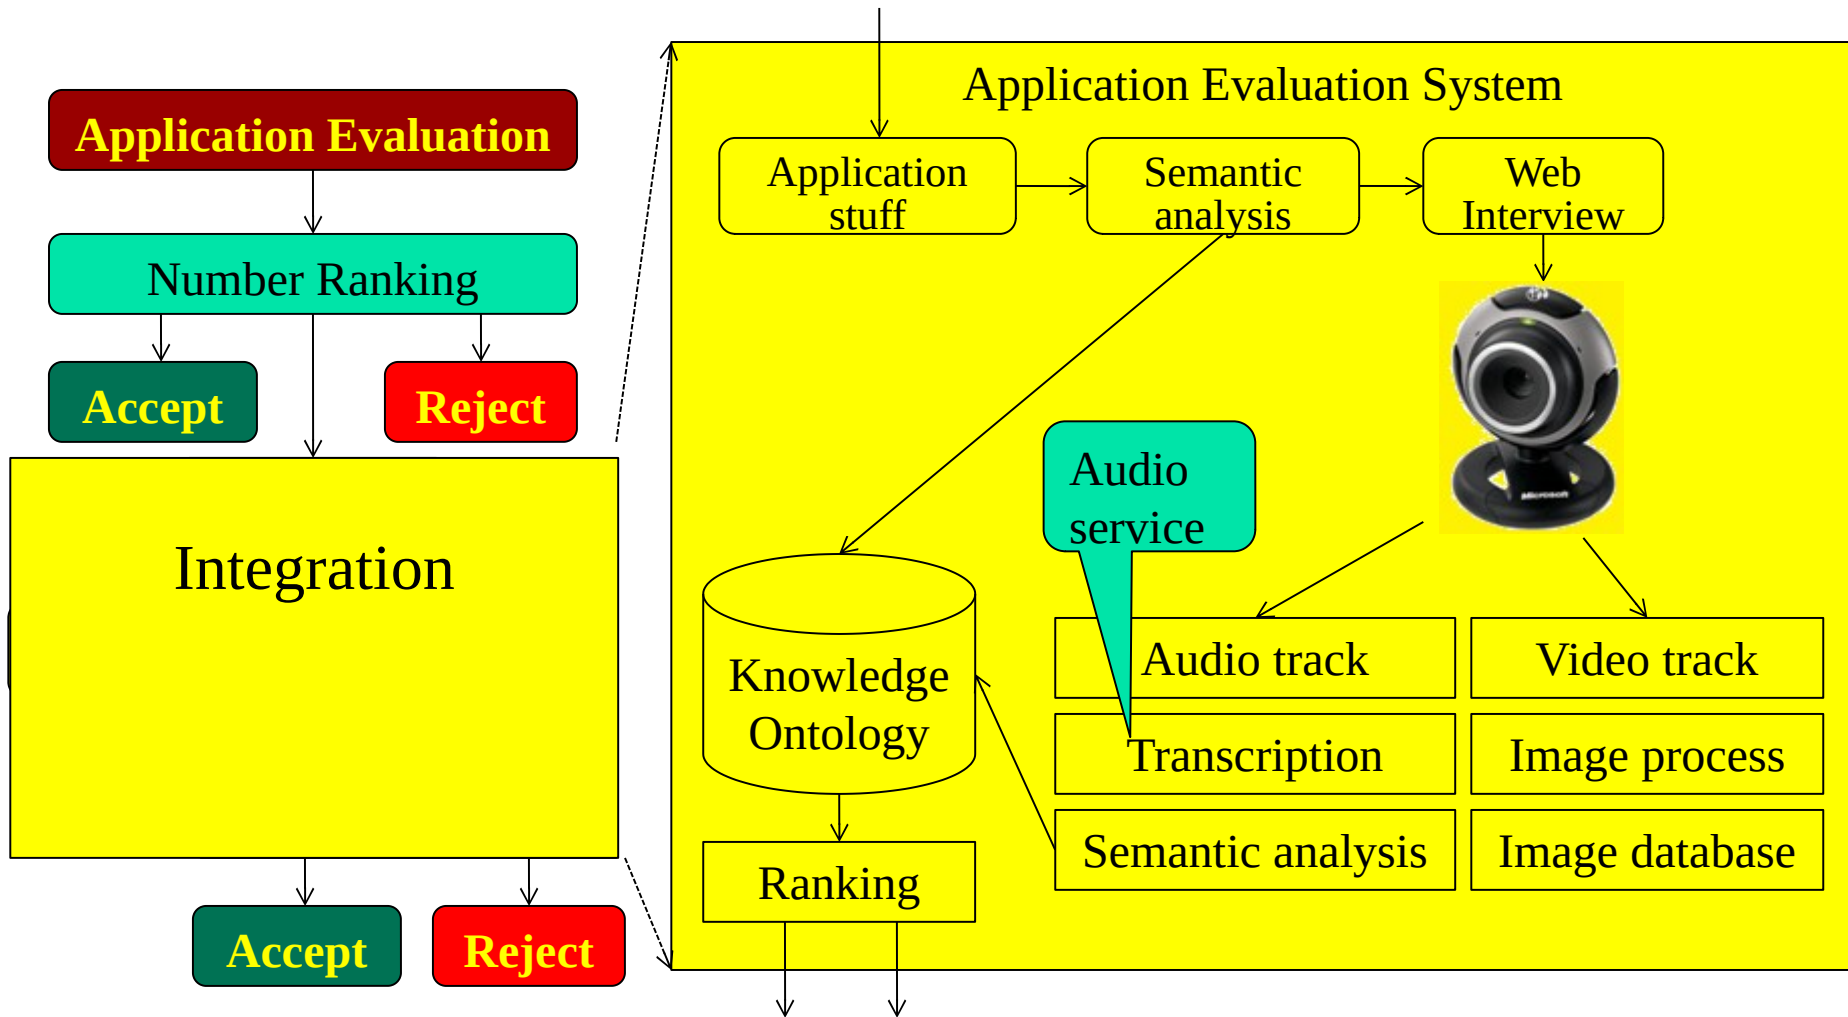 Application Evaluation
Number Ranking
Accept
Reject
Integration
Accept
Reject
Application Evaluation System
Application
stuff
Semantic
analysis
Web
Interview
Microsoft
Audio
service
Knowledge
Ontology
Audio track
Video track
Transcription
Image process
Semantic analysis
Image database
Ranking